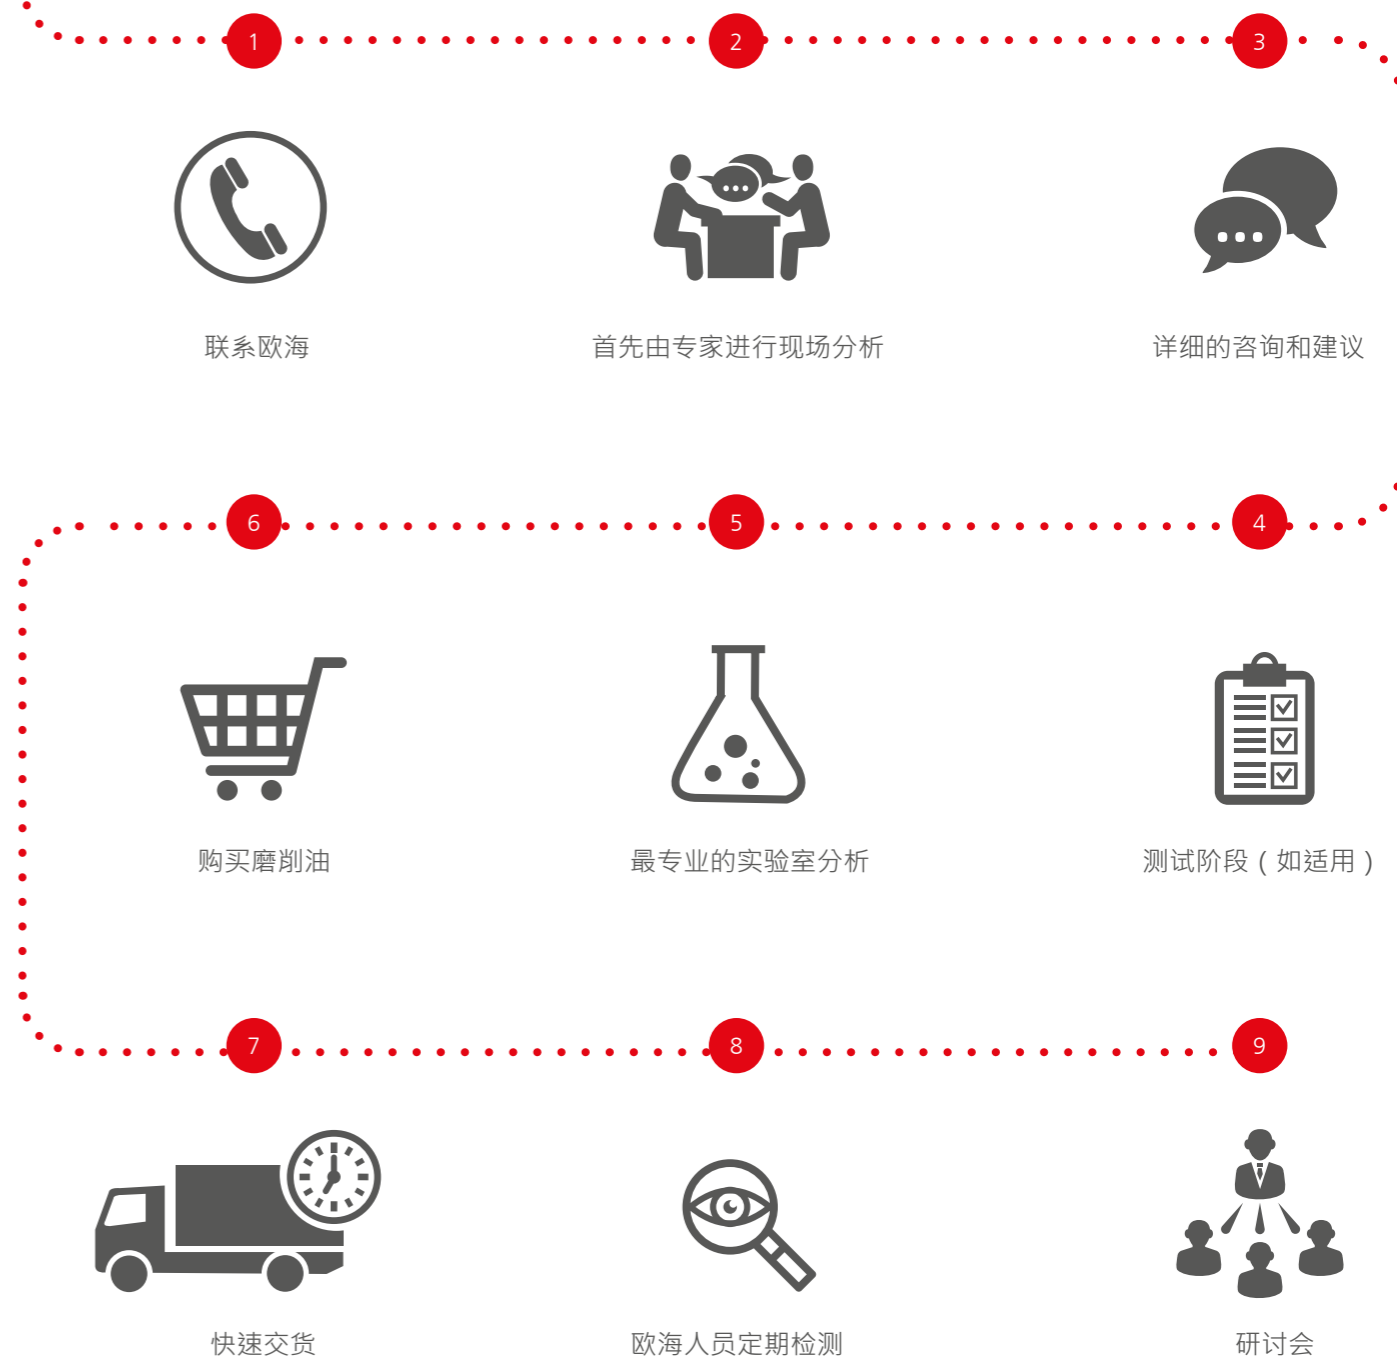 1
2
3
联系欧海
首先由专家进行现场分析
详细的咨询和建议
6
5
4
购买磨削油
最专业的实验室分析
测试阶段（如适用）
7
8
9
快速交货
欧海人员定期检测
研讨会